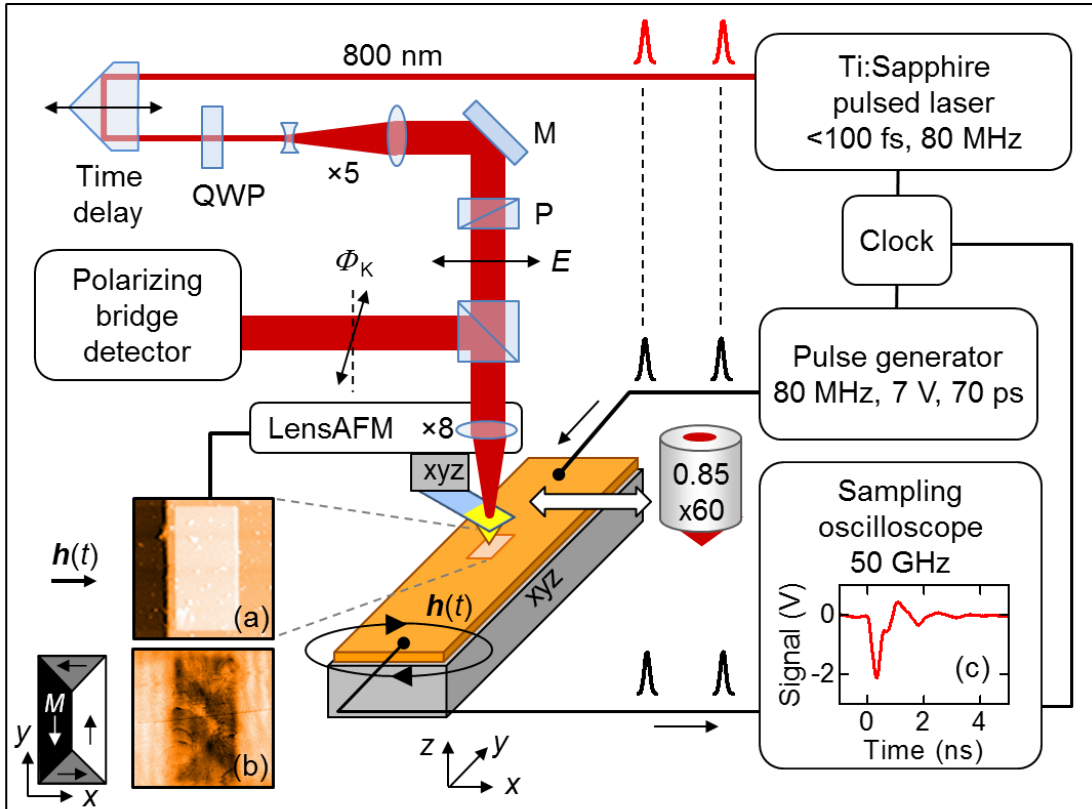 800 nm
Ti:Sapphire
pulsed laser
<100 fs, 80 MHz
Time
delay
QWP
×5
M
P
E
Clock
Polarizing
bridge
detector
Φ_K
Pulse generator
80 MHz, 7 V, 70 ps
LensAFM ×8
xyz
0.85
x60
Sampling
oscilloscope
50 GHz
Signal (V)
0
-2
(c)
0 2 4
Time (ns)
h(t)
(a)
h(t)
xyz
M
y
x
(b)
z
y
x